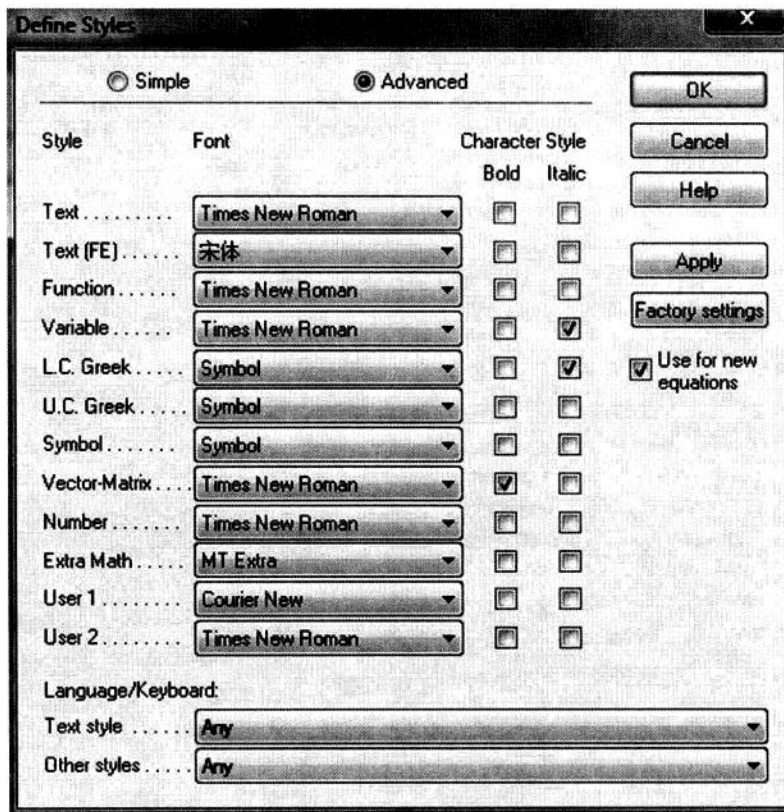 Define Styles X
Simple Advanced OK
Style Font Character Style Cancel
Bold Italic Help
Text ......... Times New Roman
Text (FE) ...... 宋体 Apply
Function ...... Times New Roman Factory settings
Variable ....... Times New Roman
L.C. Greek ..... Symbol Use for new
equations
U.C. Greek ..... Symbol
Symbol ....... Symbol
Vector-Matrix .... Times New Roman
Number ....... Times New Roman
Extra Math ..... MT Extra
User 1 ........ Courier New
User 2 ........ Times New Roman
Language/Keyboard:
Text style ...... Any
Other styles ..... Any